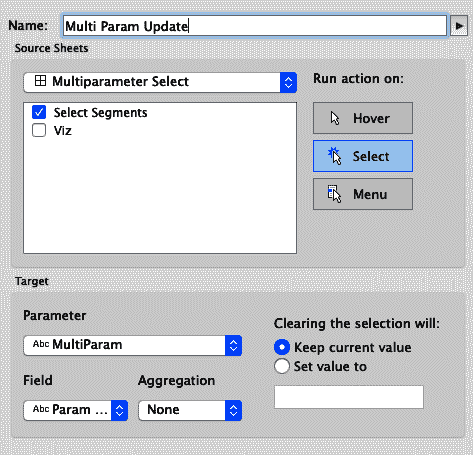 Name: Multi Param Update
Source Sheets
Multiparameter Select
Run action on:
Select Segments
Viz
Hover
Select
Menu
Target
Parameter
Abc MultiParam
Clearing the selection will:
Keep current value
Set value to
Field
Aggregation
Abc Param ...
None